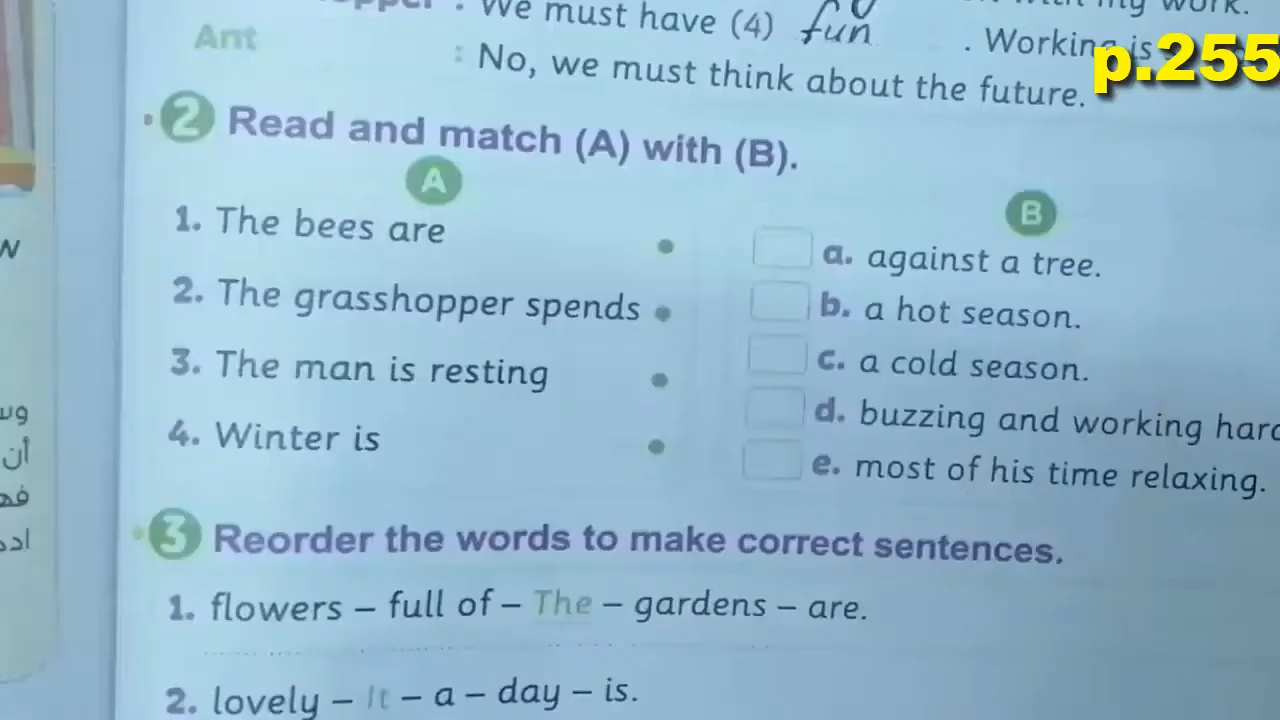 : We must have (4) fun . Working is
my work.
Ant : No, we must think about the future.
p.255
2 Read and match (A) with (B).
A
B
1. The bees are
2. The grasshopper spends
3. The man is resting
4. Winter is
a. against a tree.
b. a hot season.
c. a cold season.
d. buzzing and working hard
e. most of his time relaxing.
3 Reorder the words to make correct sentences.
1. flowers – full of – The – gardens – are.
2. lovely – It – a – day – is.
أن